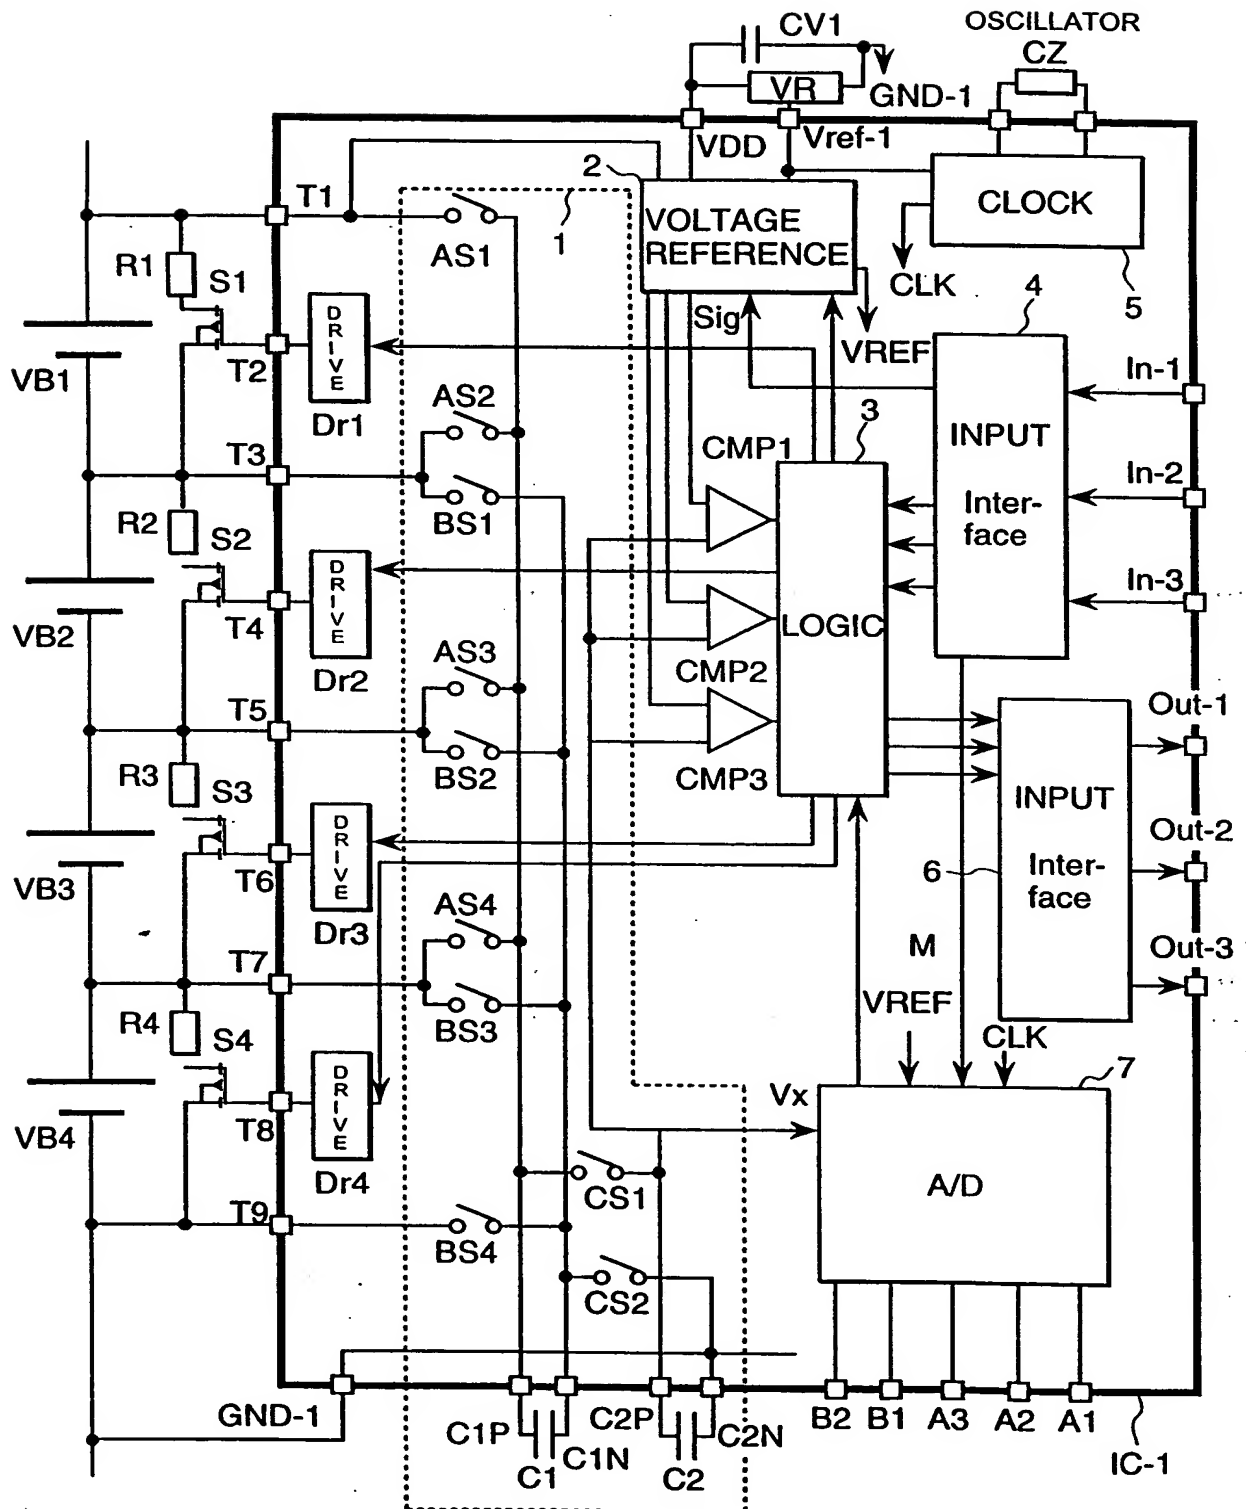 OSCILLATOR
CV1
CZ
VR
GND-1
VDD
Vref-1
2
T1
1
AS1
VOLTAGE
REFERENCE
CLOCK
5
CLK
R1
S1
Sig
VREF
4
VB1
T2
DRIVE
Dr1
AS2
In-1
T3
CMP1
3
INPUT
Inter-
face
In-2
BS1
R2
S2
DRIVE
In-3
VB2
T4
Dr2
LOGIC
AS3
CMP2
T5
Out-1
BS2
CMP3
R3
S3
INPUT
Inter-
face
DRIVE
Out-2
VB3
T6
Dr3
6
AS4
M
Out-3
T7
BS3
VREF
R4
S4
CLK
7
DRIVE
Vx
VB4
T8
Dr4
CS1
A/D
T9
BS4
CS2
GND-1
C1P
C1N
C1
C2P
C2N
C2
B2
B1
A3
A2
A1
IC-1